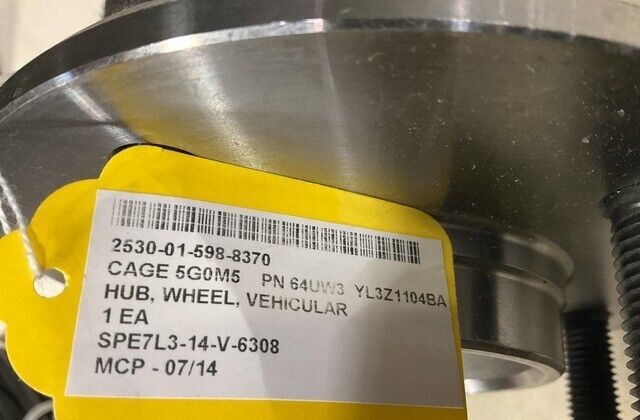 2530-01-598-8370
CAGE 5G0M5 PN 64UW3 YL3Z1104BA
HUB, WHEEL, VEHICULAR
1 EA
SPE7L3-14-V-6308
MCP - 07/14